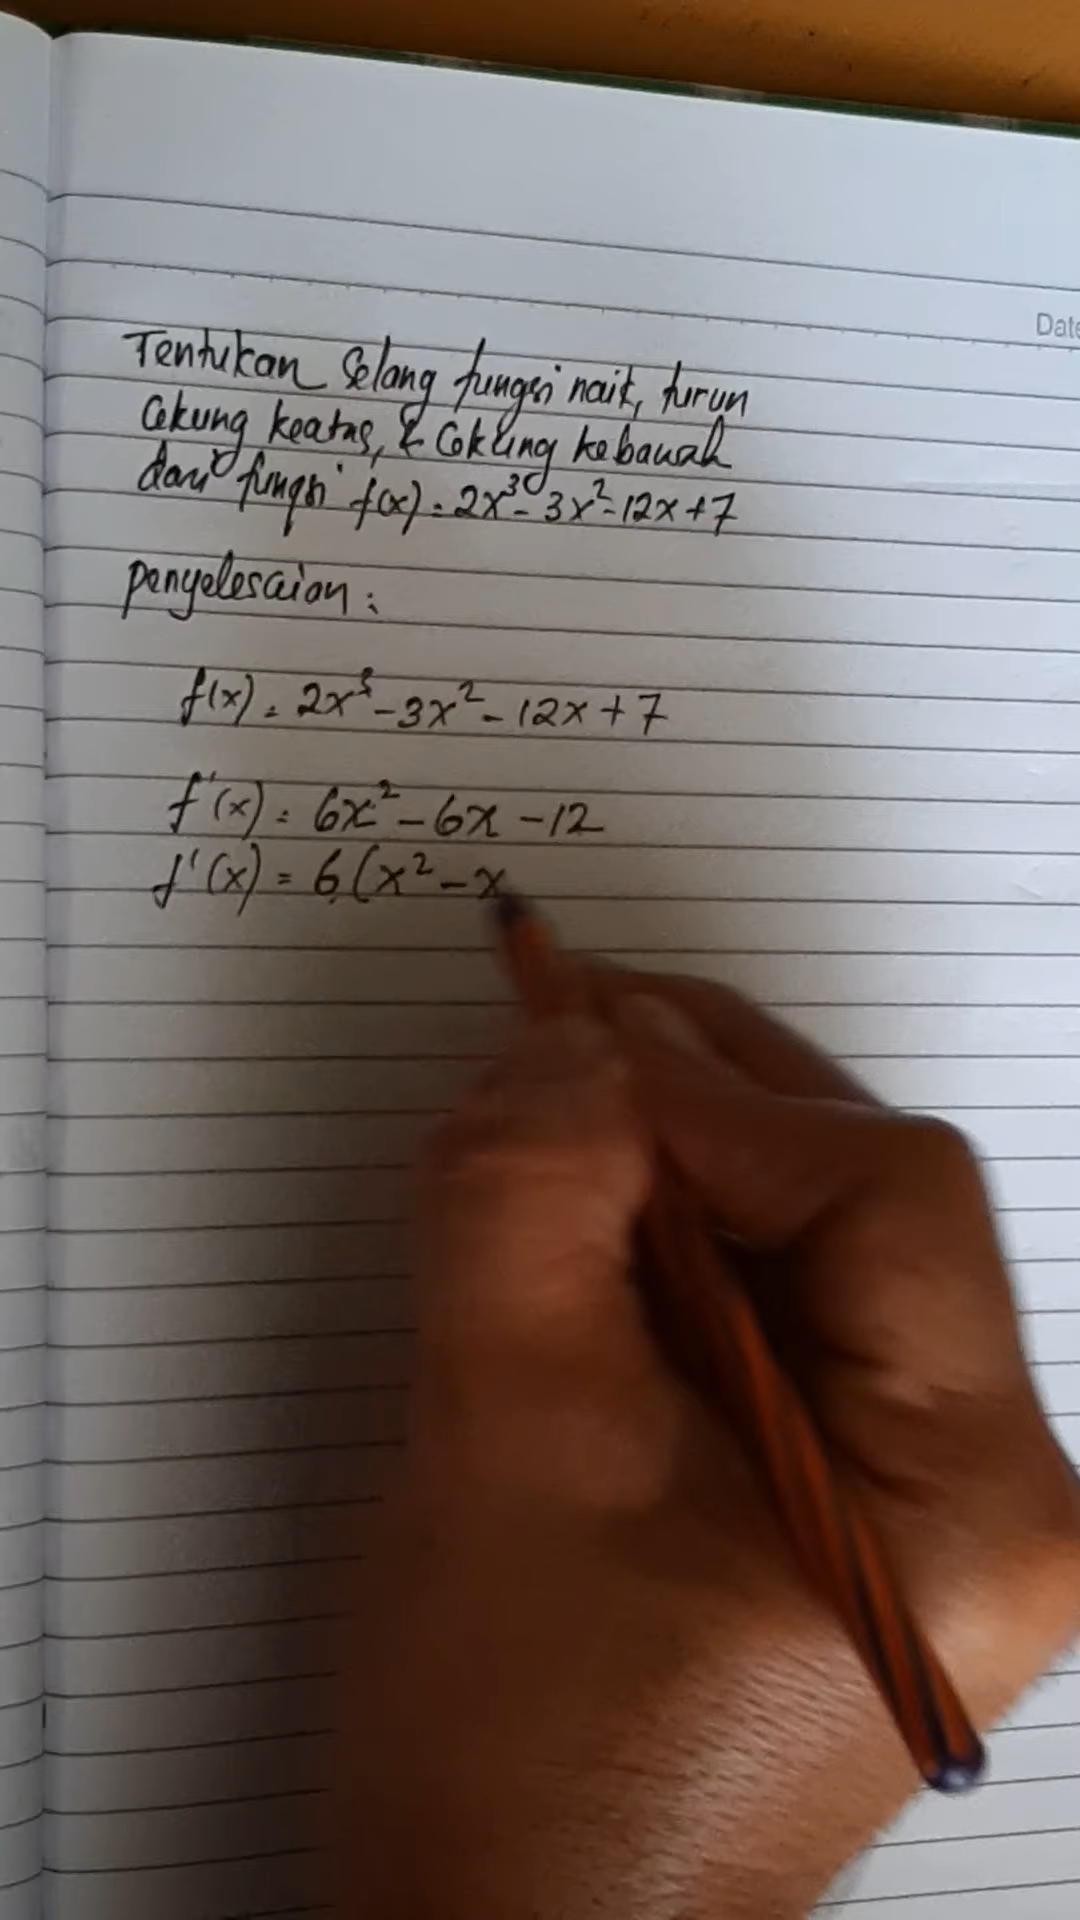 Date
Tentukan Selang fungsi naik, turun
Cekung keatas, & Cekung kebawah
dari fungsi f(x) = 2x³ - 3x² - 12x + 7
penyelesaian :
f(x) = 2x³ - 3x² - 12x + 7
f'(x) = 6x² - 6x - 12
f'(x) = 6(x² - x